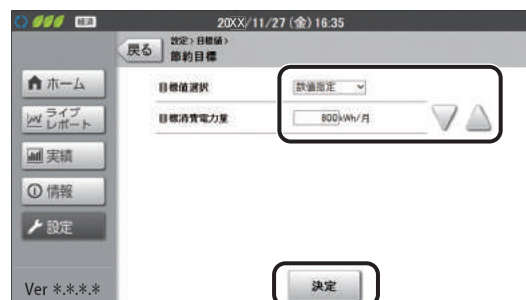 経済
20XX/11/27(金)16:35
戻る
設定>目標値>
節約目標
ホーム
ライブ
レポート
実績
情報
設定
Ver *.*.*.*
目標値選択
数値指定
目標消費電力量
800kWh/月
決定